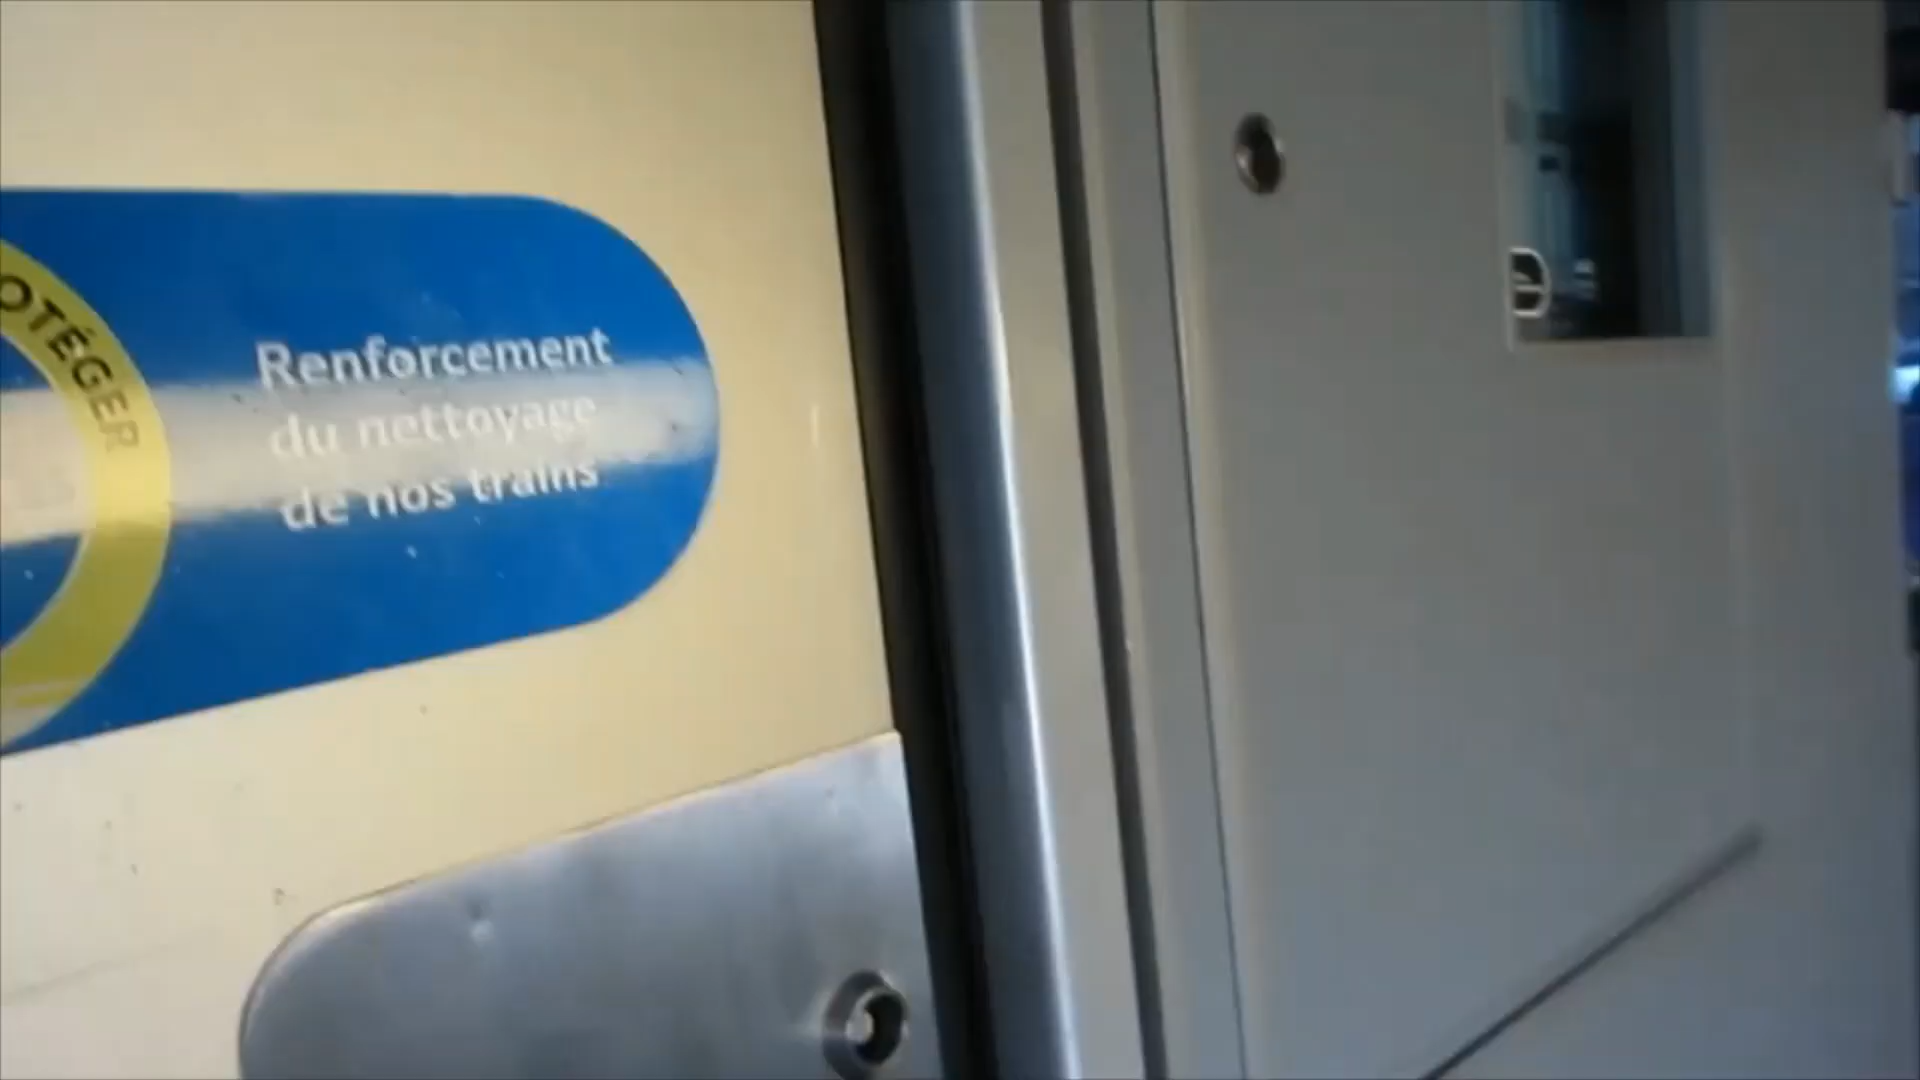 OTÉGER
Renforcement
du nettoyage
de nos trains